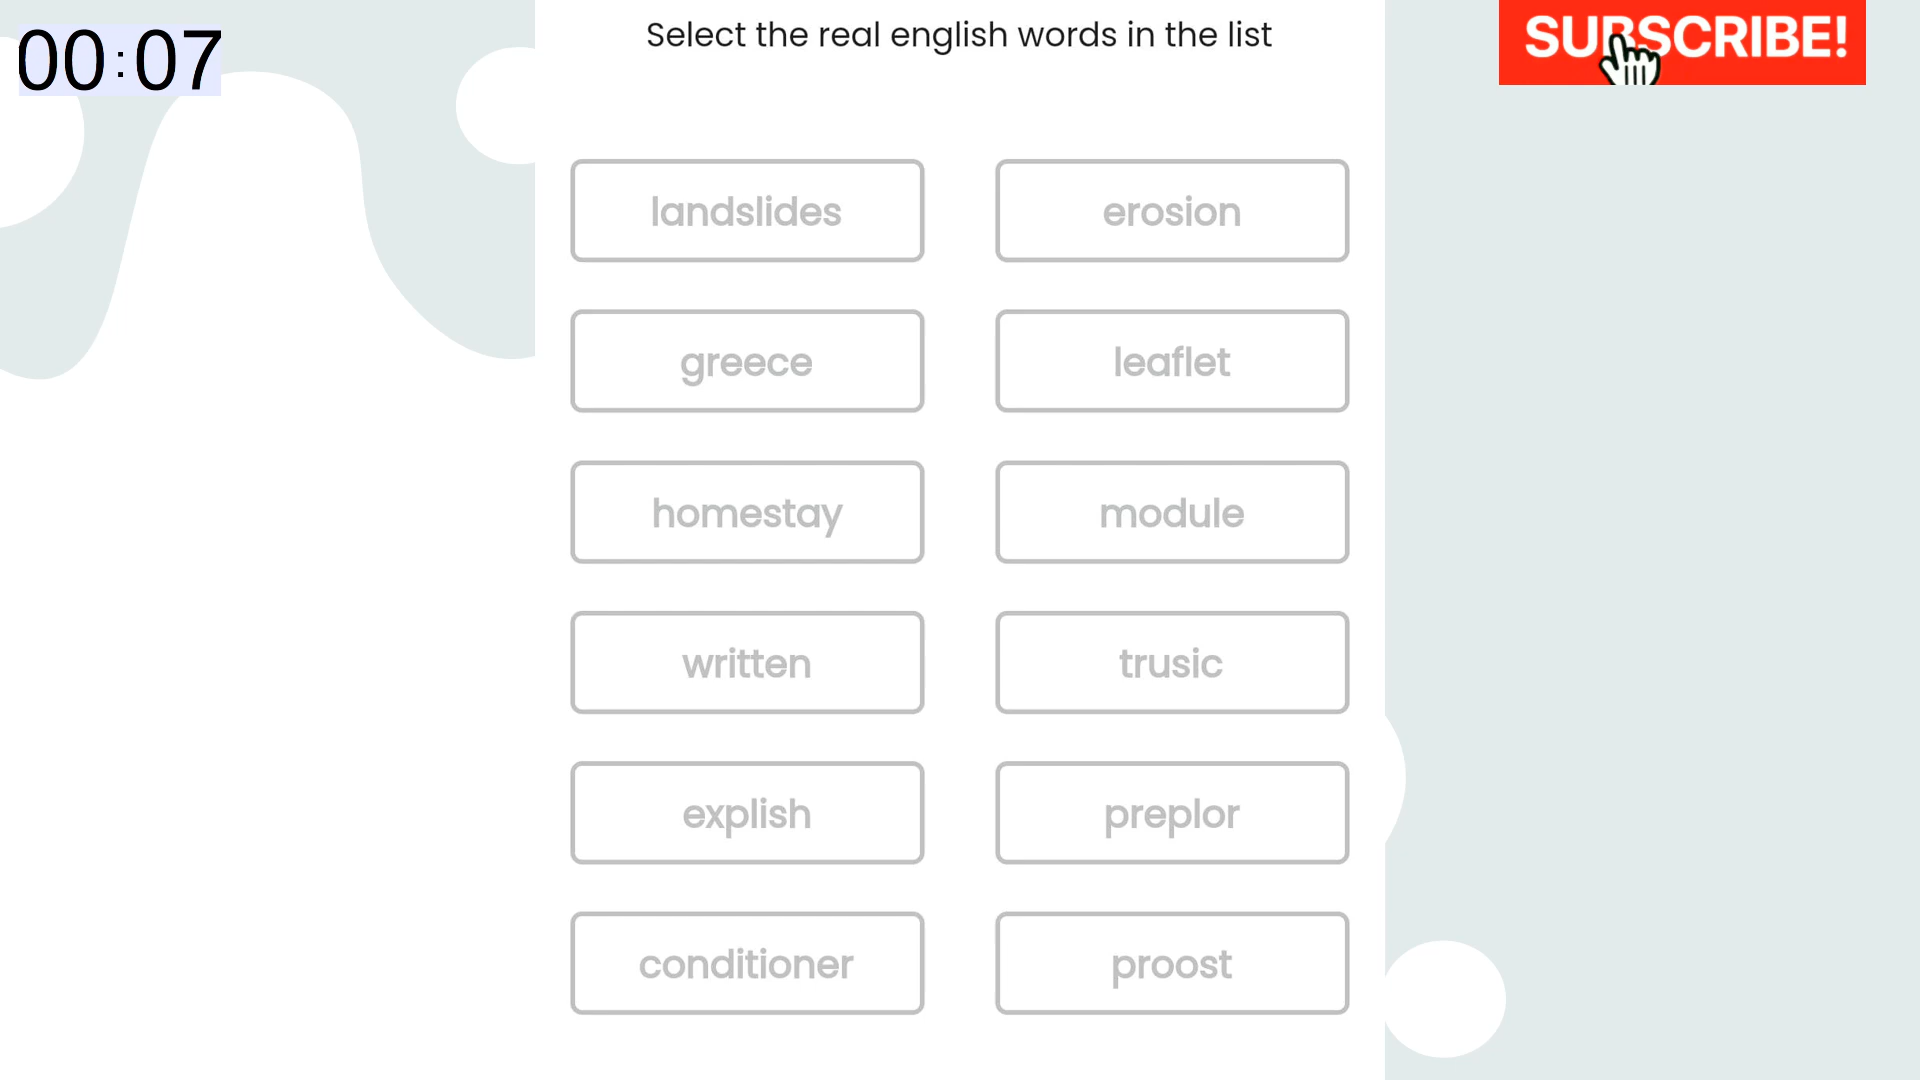 00:07
Select the real english words in the list
SUBSCRIBE!
landslides
erosion
greece
leaflet
homestay
module
written
trusic
explish
preplor
conditioner
proost